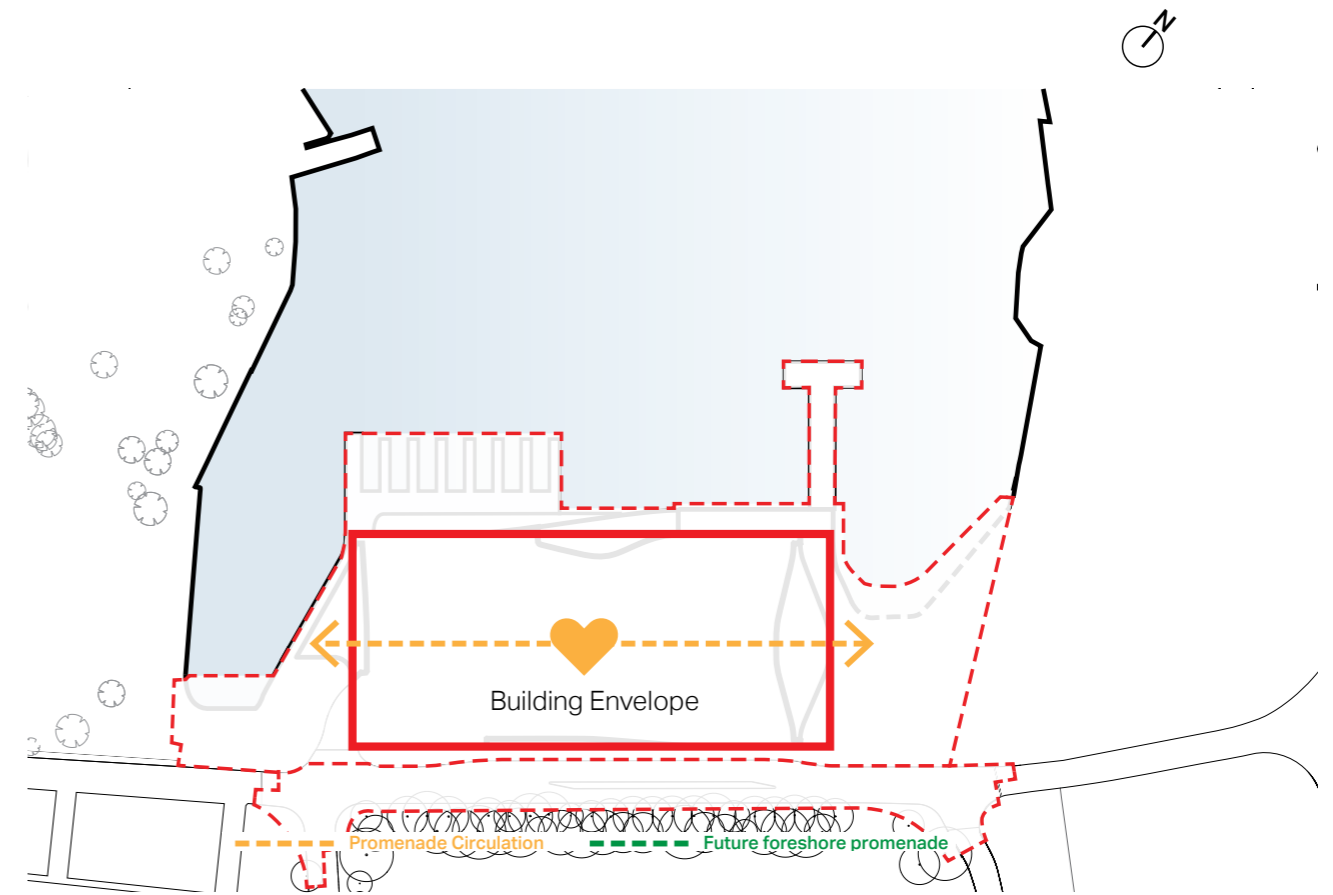 N
Building Envelope
Promenade Circulation
Future foreshore promenade